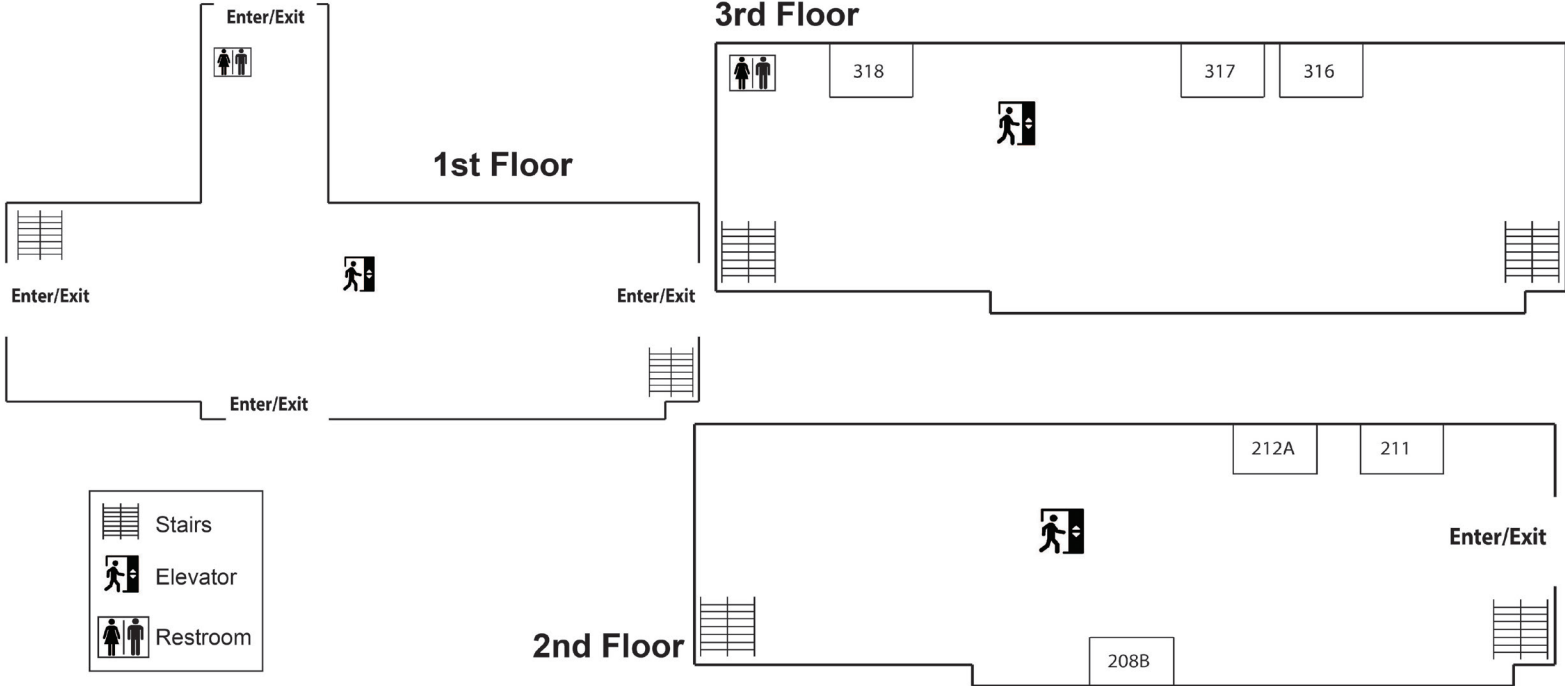 Enter/Exit
1st Floor
Enter/Exit
Enter/Exit
Enter/Exit
3rd Floor
318
317
316
Stairs
Elevator
Restroom
2nd Floor
212A
211
Enter/Exit
208B